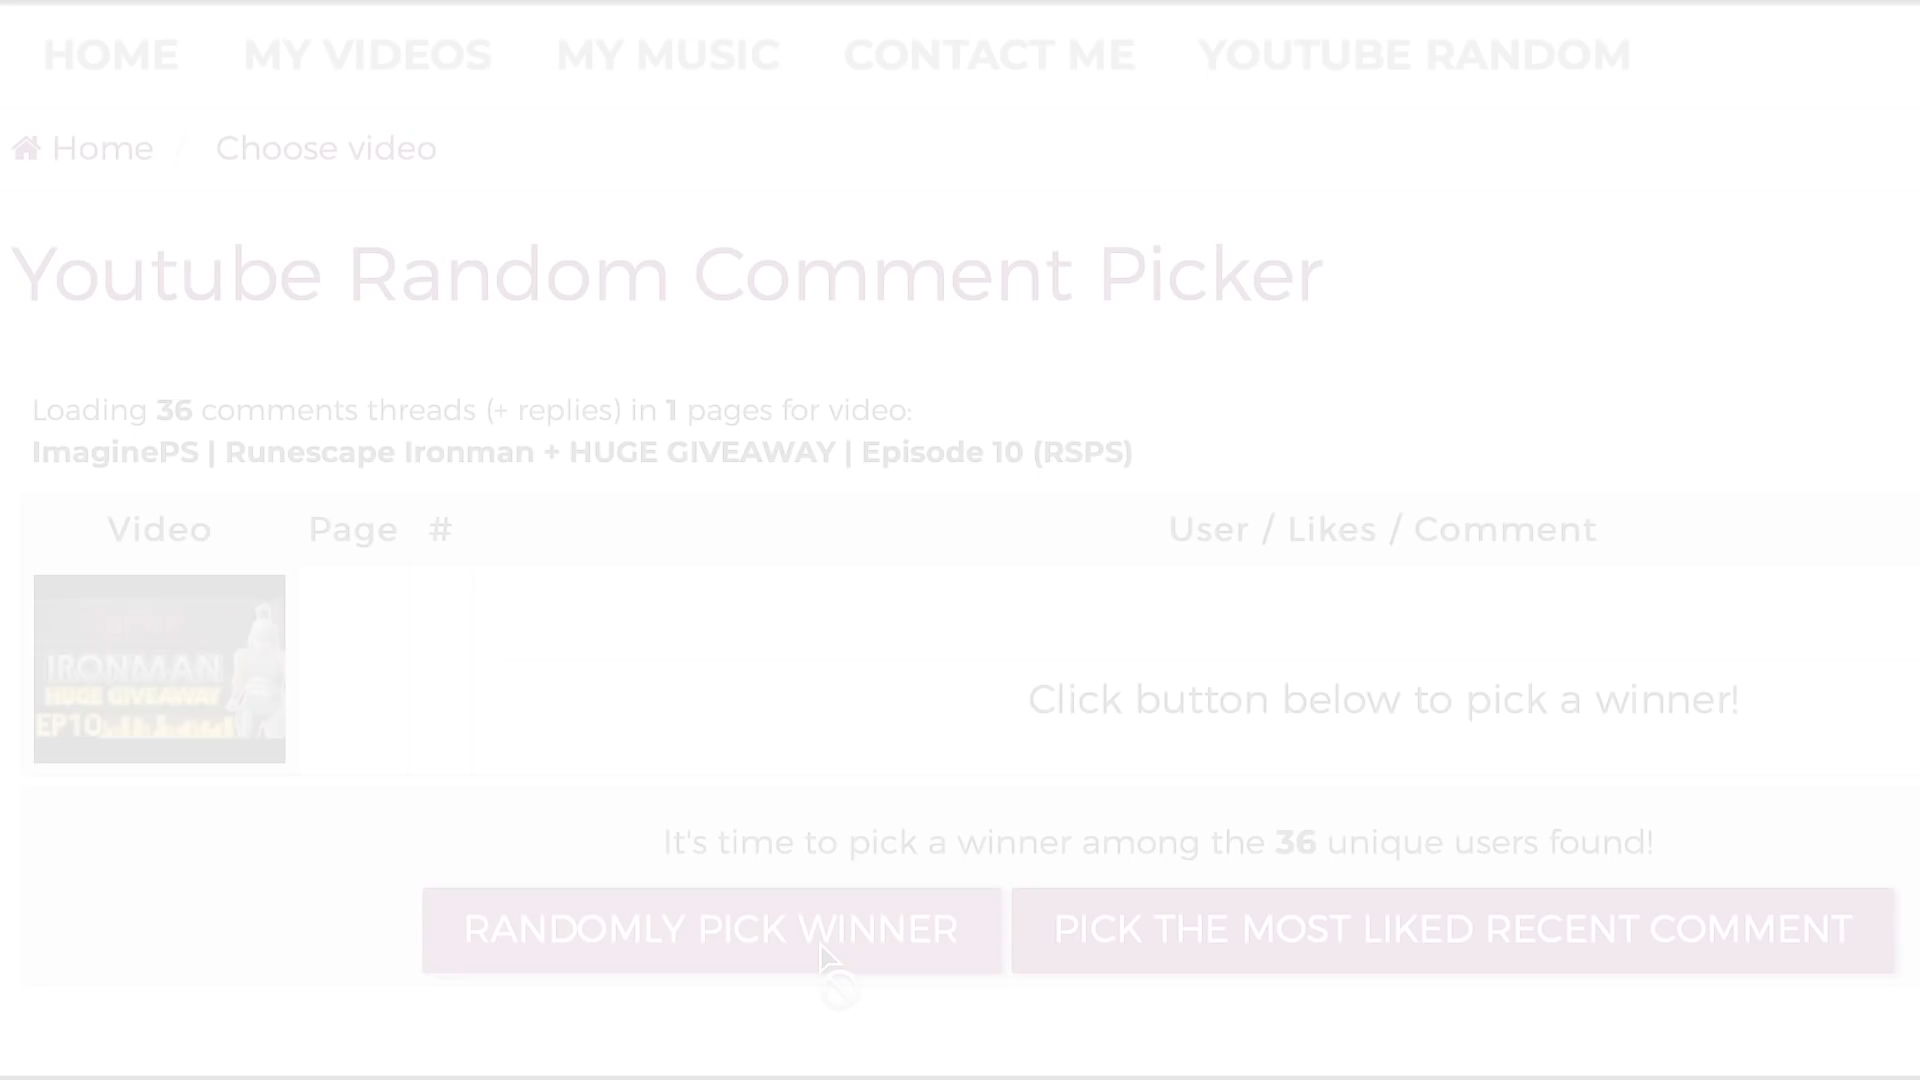 HOME MY VIDEOS MY MUSIC CONTACT ME YOUTUBE RANDOM
Home / Choose video
Youtube Random Comment Picker
Loading 36 comments threads (+ replies) in 1 pages for video:
ImaginePS | Runescape Ironman + HUGE GIVEAWAY | Episode 10 (RSPS)
Video Page # User / Likes / Comment
IRONMAN
HUGE GIVEAWAY
EP10
Click button below to pick a winner!
It's time to pick a winner among the 36 unique users found!
RANDOMLY PICK WINNER PICK THE MOST LIKED RECENT COMMENT